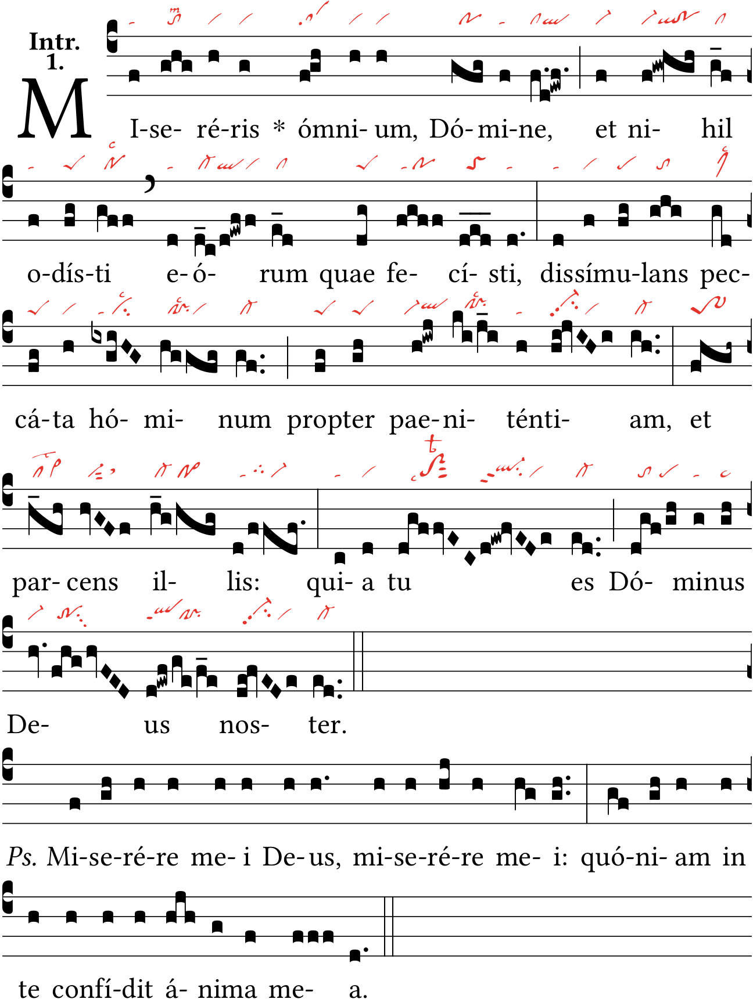 Intr.
1.
MI-se- ré-ris * ómni- um, Dó-mi-ne, et ni- hil
o-dís-ti e-ó- rum quae fe- cí- sti, dissímu-lans pec-
cá-ta hó- mi- num propter pae-ni- ténti- am, et
par- cens il- lis: qui- a tu es Dó- minus
De- us nos- ter.
Ps. Mi-se-ré-re me- i De-us, mi-se-ré-re me- i: quó-ni- am in
te confí-dit á- nima me- a.